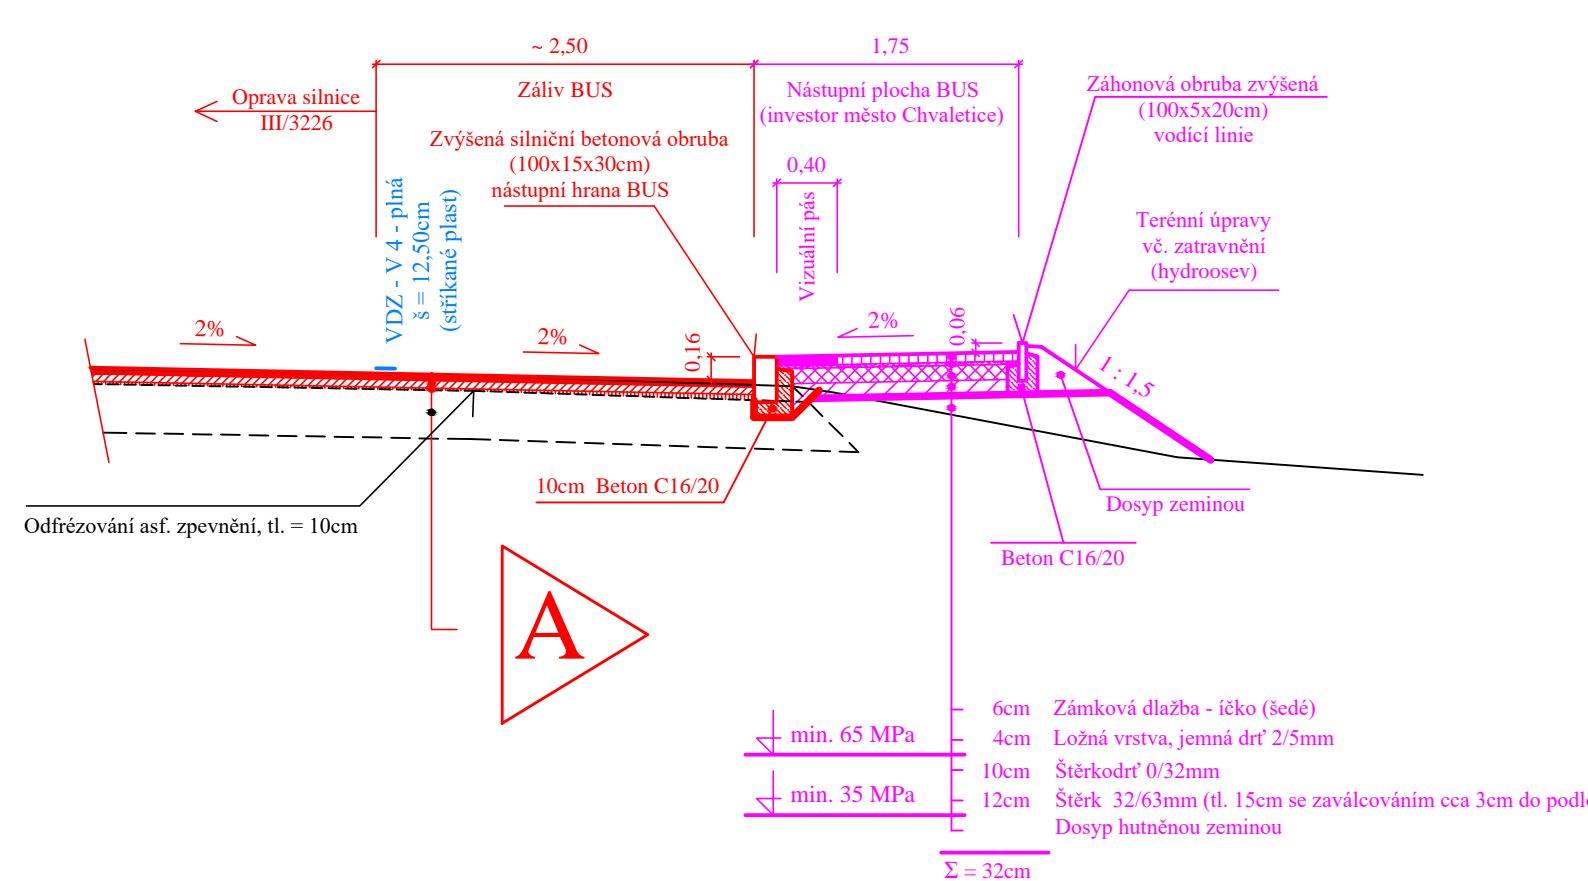 ~ 2,50
1,75
Oprava silnice
III/3226
Záliv BUS
Nástupní plocha BUS
(investor město Chvaletice)
Záhonová obruba zvýšená
(100x5x20cm)
vodící linie
Zvýšená silniční betonová obruba
(100x15x30cm)
nástupní hrana BUS
0,40
Vizuální pás
VDZ - V 4 - plná
š = 12,50cm
(stříkané plast)
Terénní úpravy
vč. zatravnění
(hydroosev)
2%
2%
0,16
2%
0,06
1 : 1,5
10cm Beton C16/20
Odfrézování asf. zpevnění, tl. = 10cm
Dosyp zeminou
Beton C16/20
A
6cm Zámková dlažba - íčko (šedé)
min. 65 MPa
4cm Ložná vrstva, jemná drť 2/5mm
10cm Štěrkodrť 0/32mm
min. 35 MPa
12cm Štěrk 32/63mm (tl. 15cm se zaválcováním cca 3cm do
Dosyp hutněnou zeminou
Σ = 32cm